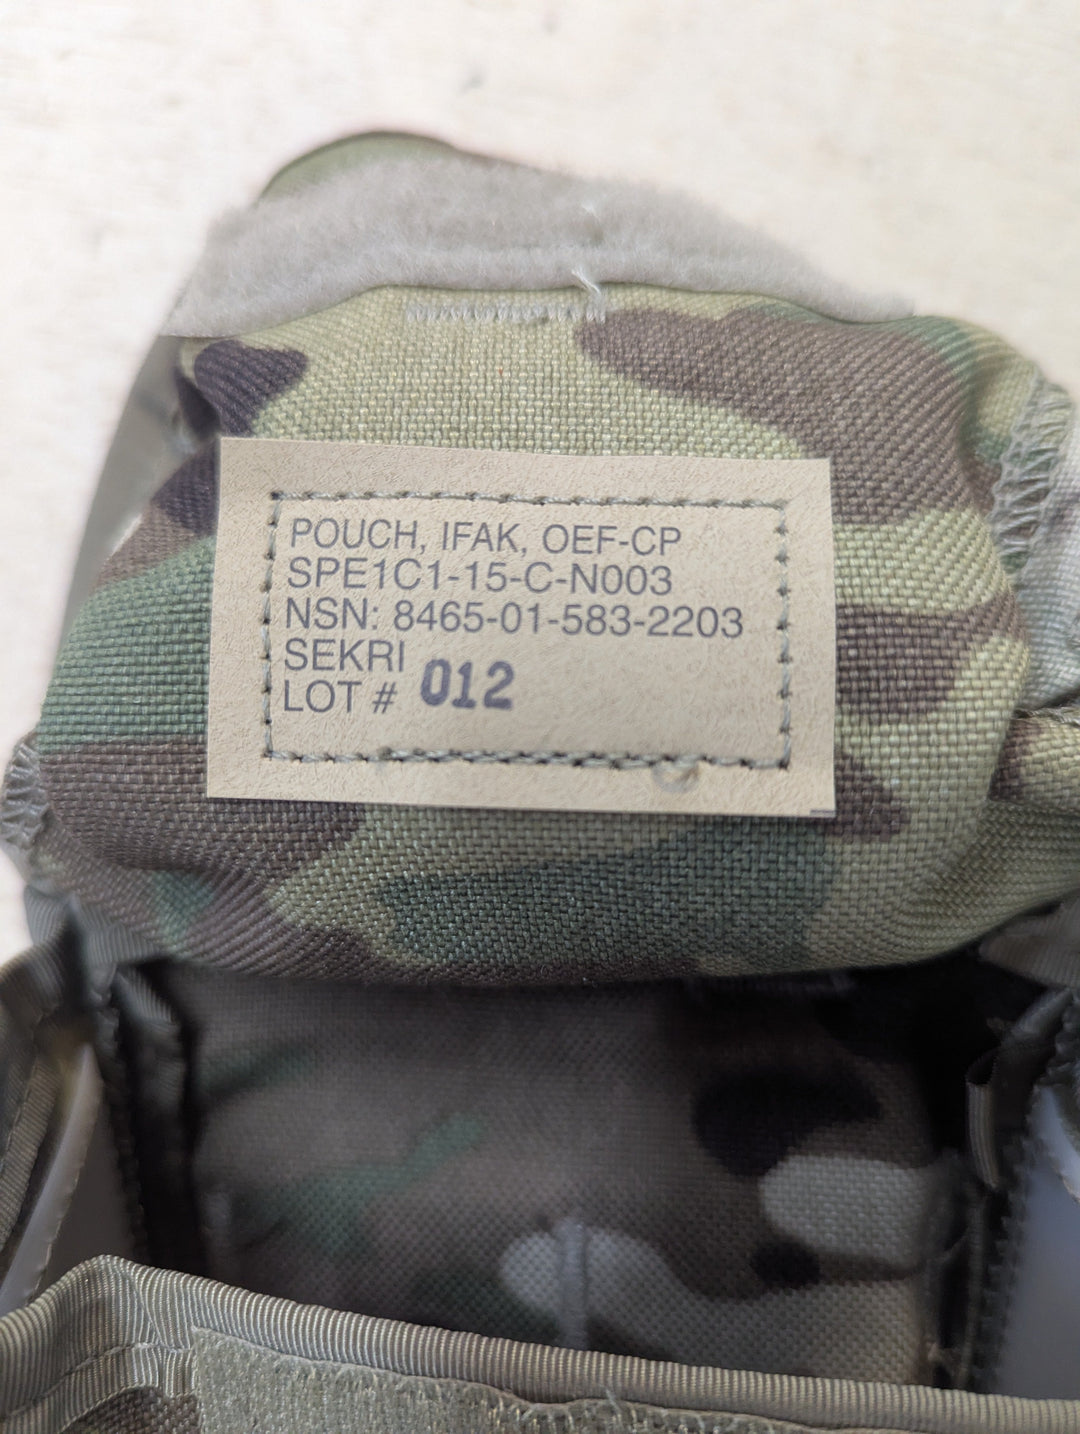 POUCH, IFAK, OEF-CP
SPE1C1-15-C-N003
NSN: 8465-01-583-2203
SEKRI
LOT # 012